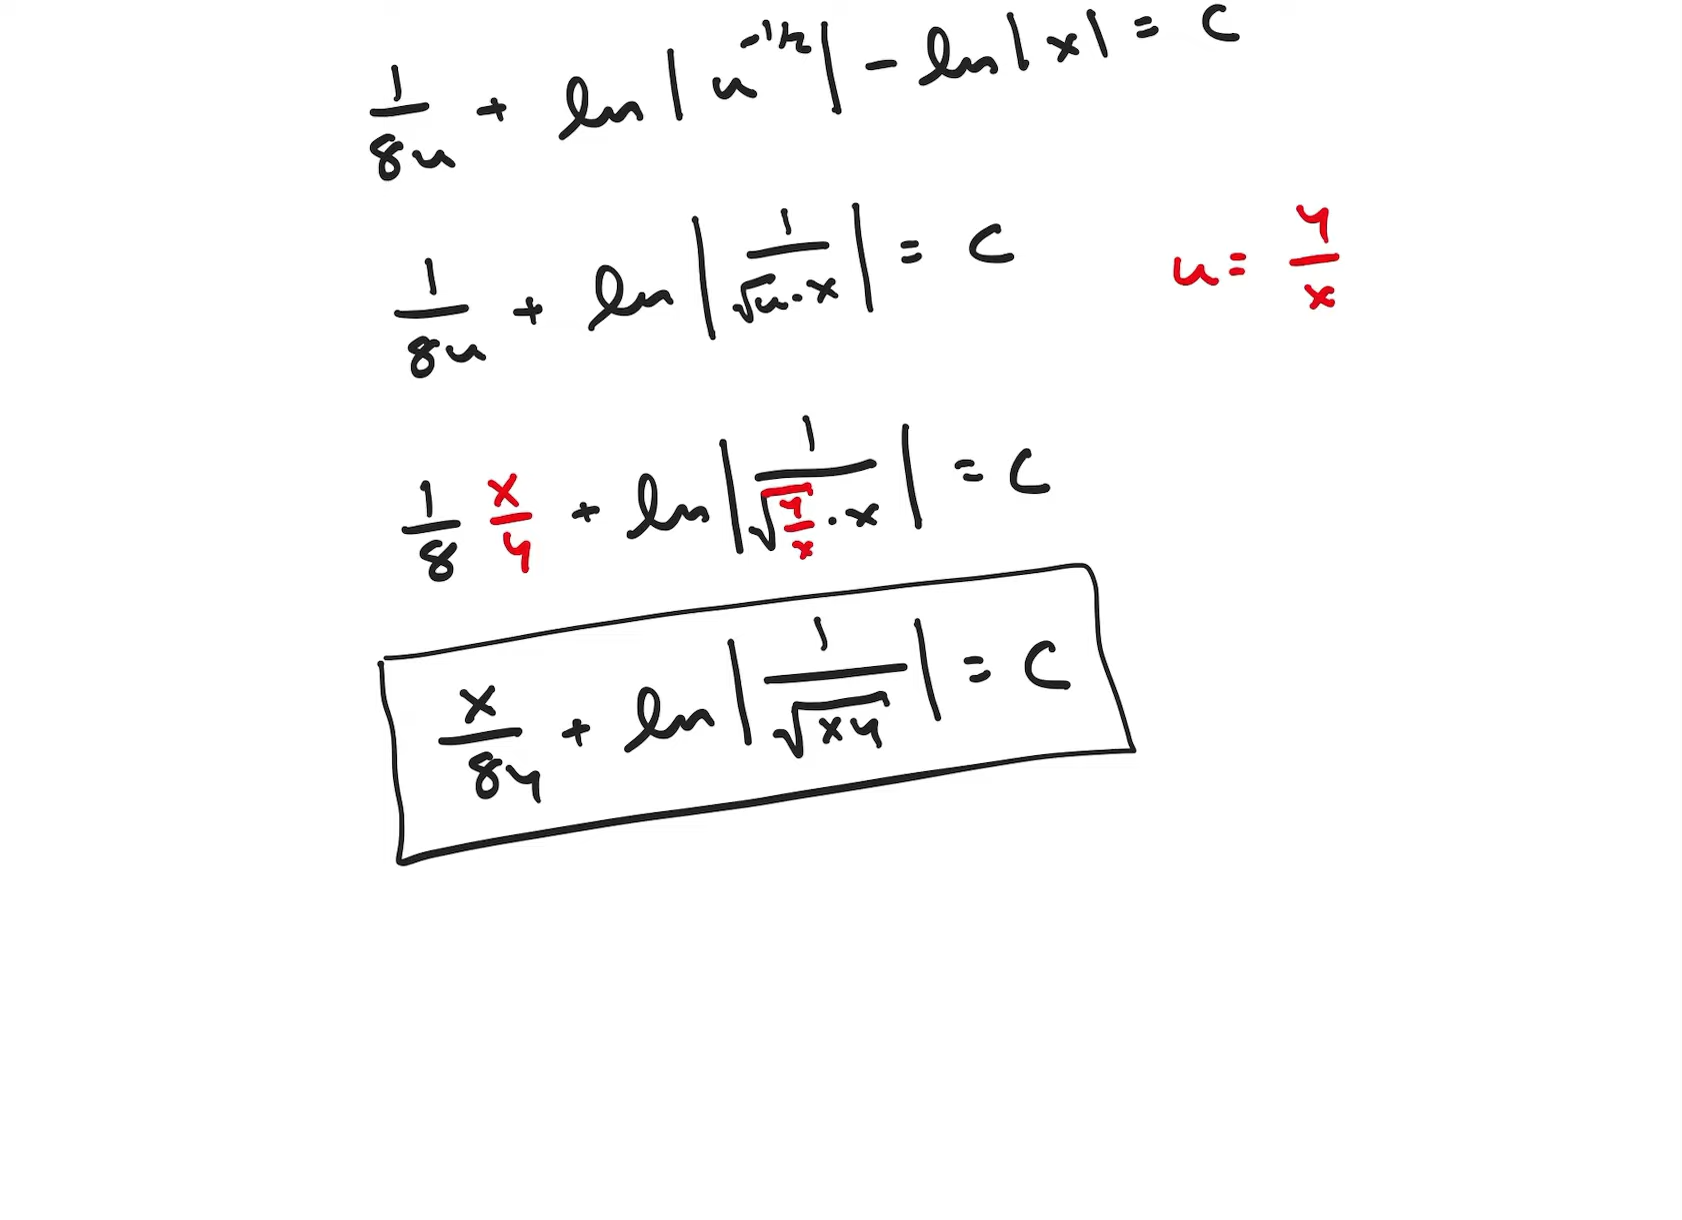 1/(8u) + ln|u^(-1/2)| - ln|x| = C
1/(8u) + ln|1/(√u · x)| = C
u = y/x
1/8 x/y + ln|1/(√(y/x) · x)| = C
x/(8y) + ln|1/√(xy)| = C